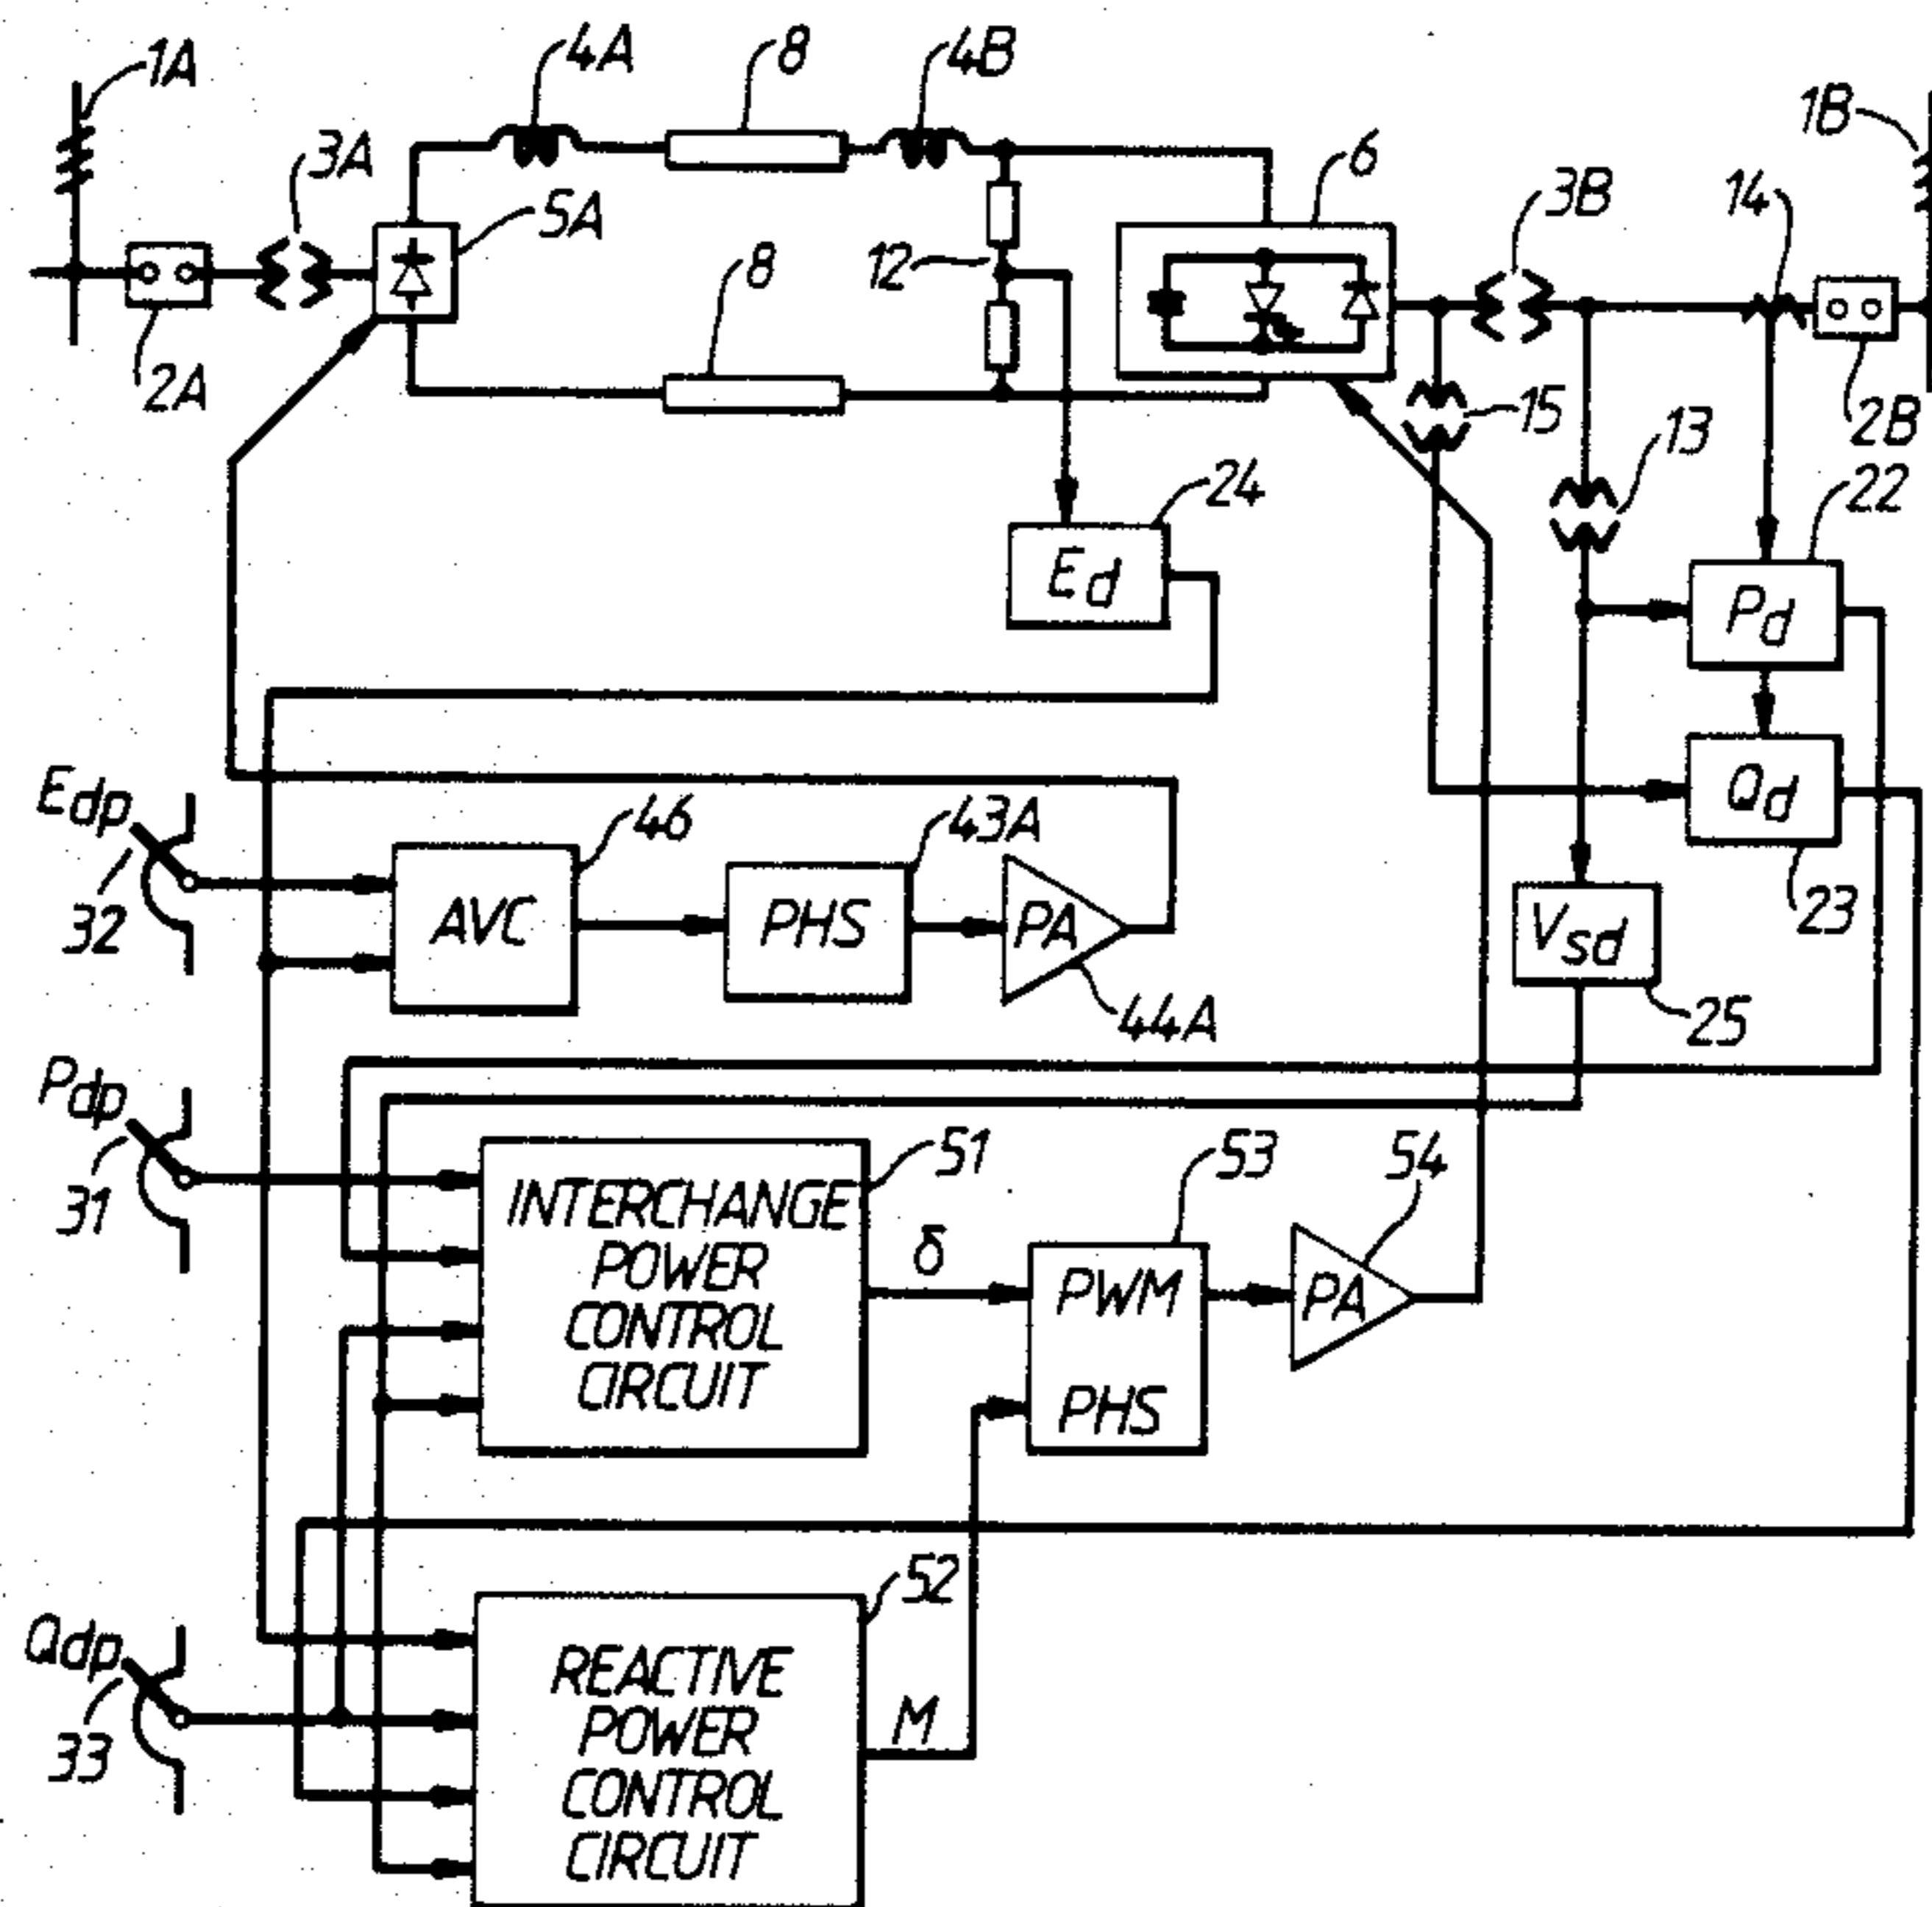 1A
4A
8
4B
1B
3A
5A
6
3B
14
8
12
2A
15
2B
13
24
22
Ed
Pd
Edp
46
43A
Qd
32
AVC
PHS
PA
Vsd
23
44A
25
Pdp
51
53
54
31
INTERCHANGE
POWER
CONTROL
CIRCUIT
δ
PWM
PHS
PA
52
Qdp
33
REACTIVE
POWER
CONTROL
CIRCUIT
M